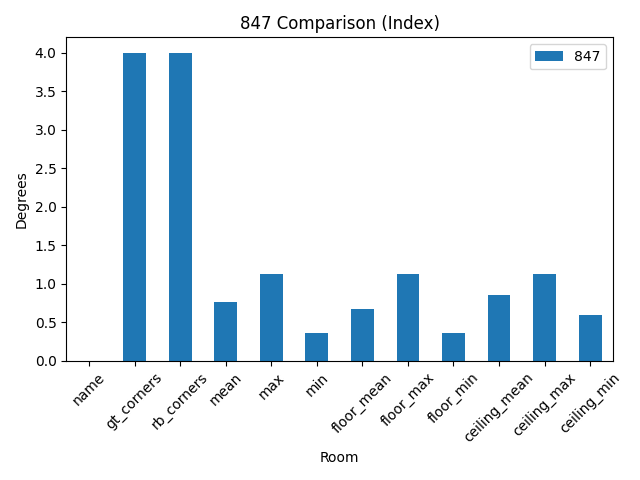 847 Comparison (Index)
847
Degrees
4.0
3.5
3.0
2.5
2.0
1.5
1.0
0.5
0.0
name
gt_corners
rb_corners
mean
max
min
floor_mean
floor_max
floor_min
ceiling_mean
ceiling_max
ceiling_min
Room